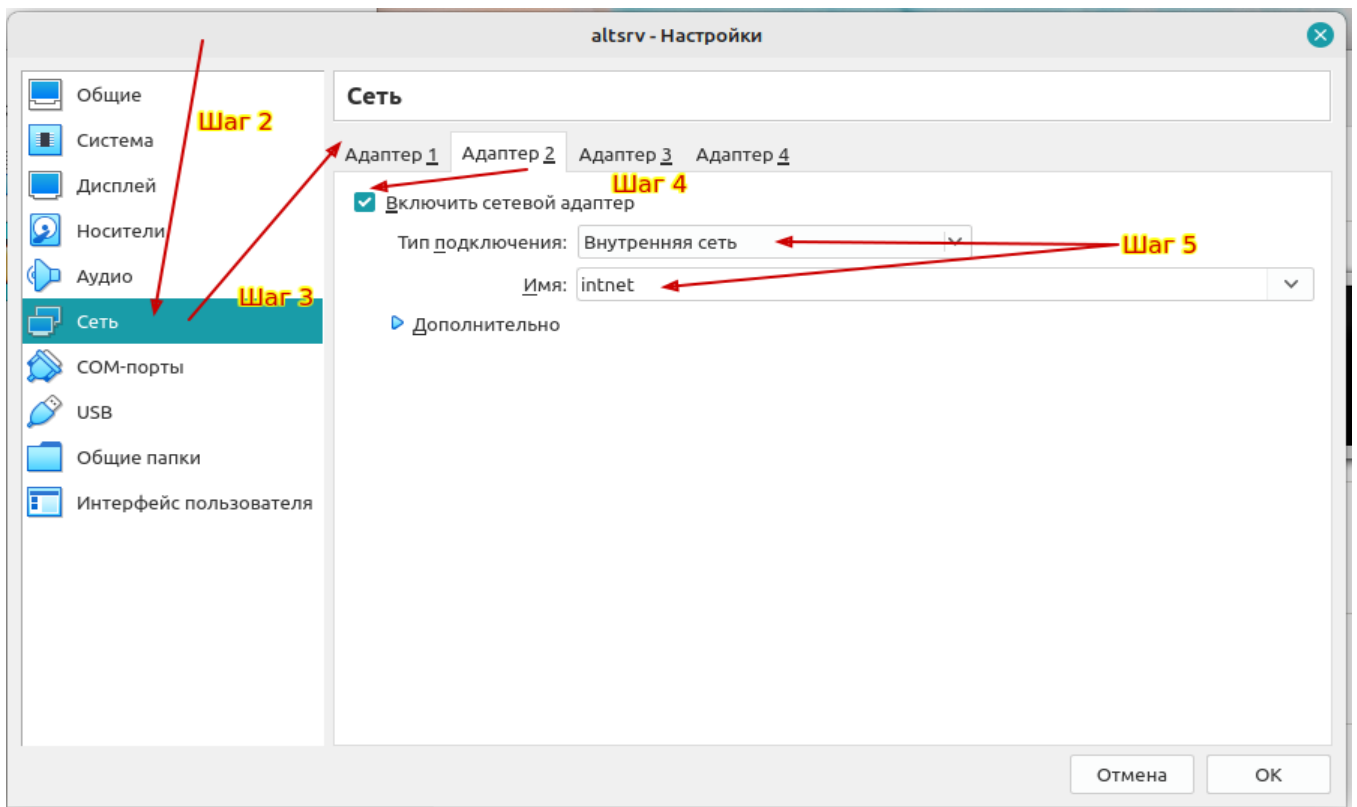 altsrv - Настройки
Общие
Система
Дисплей
Носители
Аудио
Сеть
COM-порты
USB
Общие папки
Интерфейс пользователя
Шаг 2
Шаг 3
Сеть
Адаптер 1 Адаптер 2 Адаптер 3 Адаптер 4
Шаг 4
Включить сетевой адаптер
Тип подключения: Внутренняя сеть
Шаг 5
Имя: intnet
Дополнительно
Отмена OK